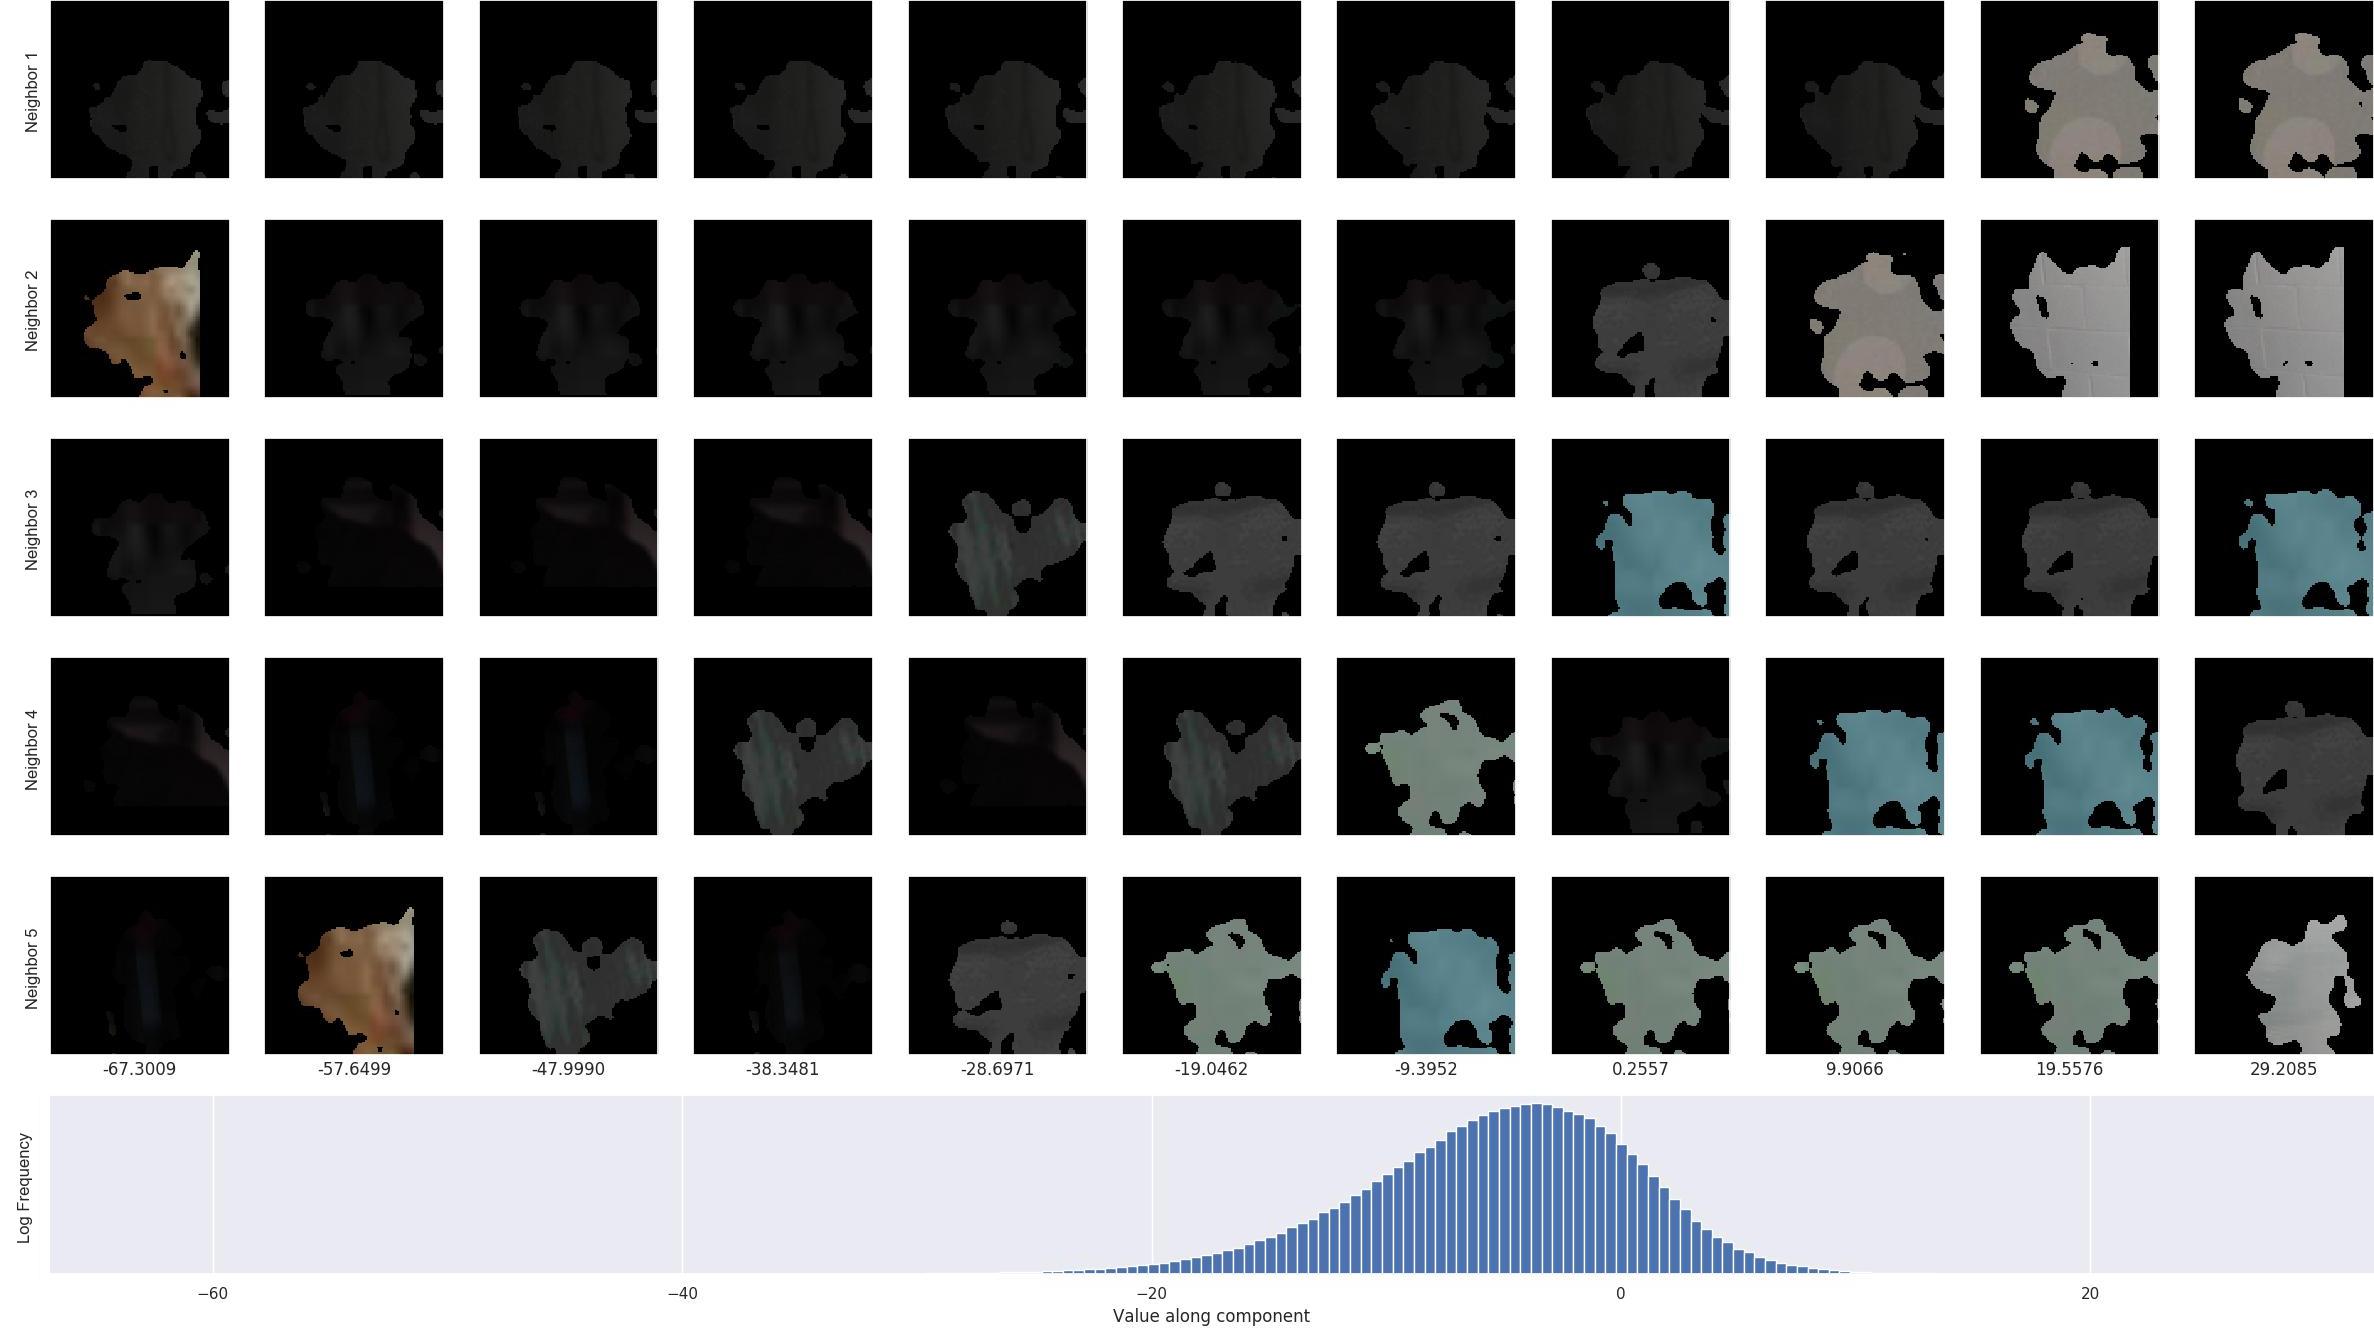 Neighbor 1
Neighbor 2
Neighbor 3
Neighbor 4
Neighbor 5
-67.3009 -57.6499 -47.9990 -38.3481 -28.6971 -19.0462 -9.3952 0.2557 9.9066 19.5576 29.2085
Log Frequency
−60 −40 −20 0 20
Value along component